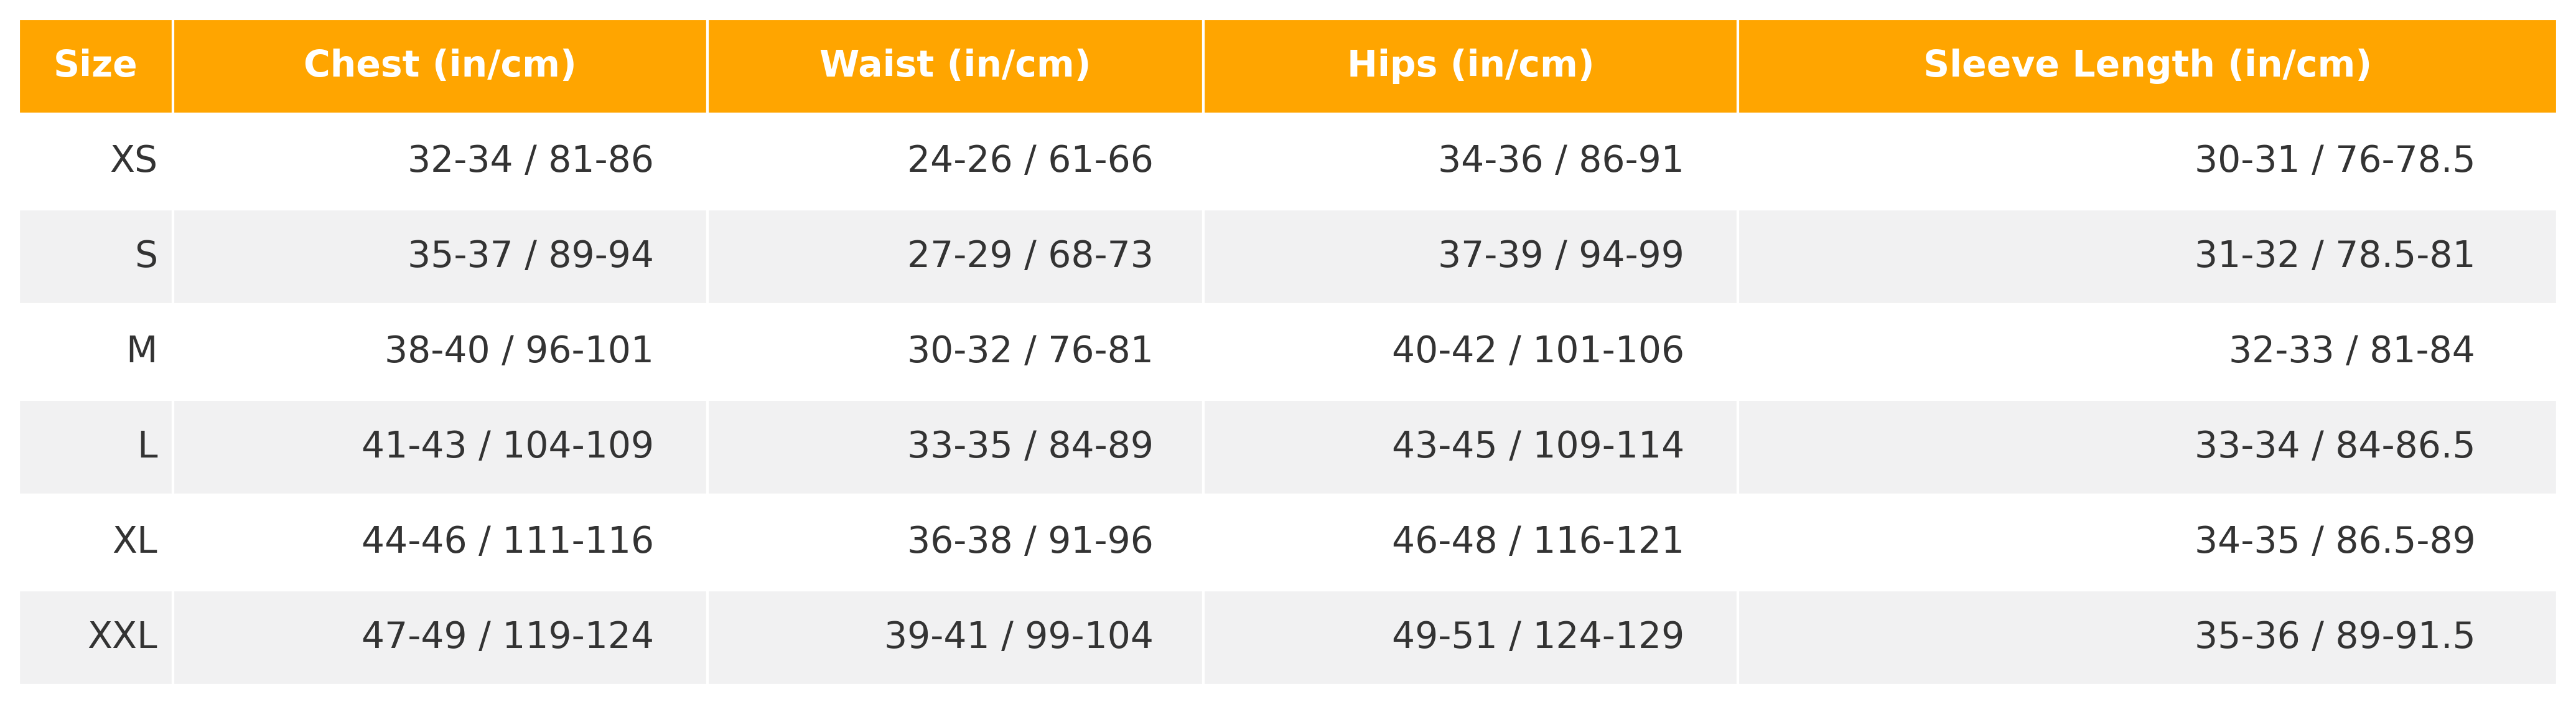 Size Chest (in/cm) Waist (in/cm) Hips (in/cm) Sleeve Length (in/cm)
XS 32-34 / 81-86 24-26 / 61-66 34-36 / 86-91 30-31 / 76-78.5
S 35-37 / 89-94 27-29 / 68-73 37-39 / 94-99 31-32 / 78.5-81
M 38-40 / 96-101 30-32 / 76-81 40-42 / 101-106 32-33 / 81-84
L 41-43 / 104-109 33-35 / 84-89 43-45 / 109-114 33-34 / 84-86.5
XL 44-46 / 111-116 36-38 / 91-96 46-48 / 116-121 34-35 / 86.5-89
XXL 47-49 / 119-124 39-41 / 99-104 49-51 / 124-129 35-36 / 89-91.5